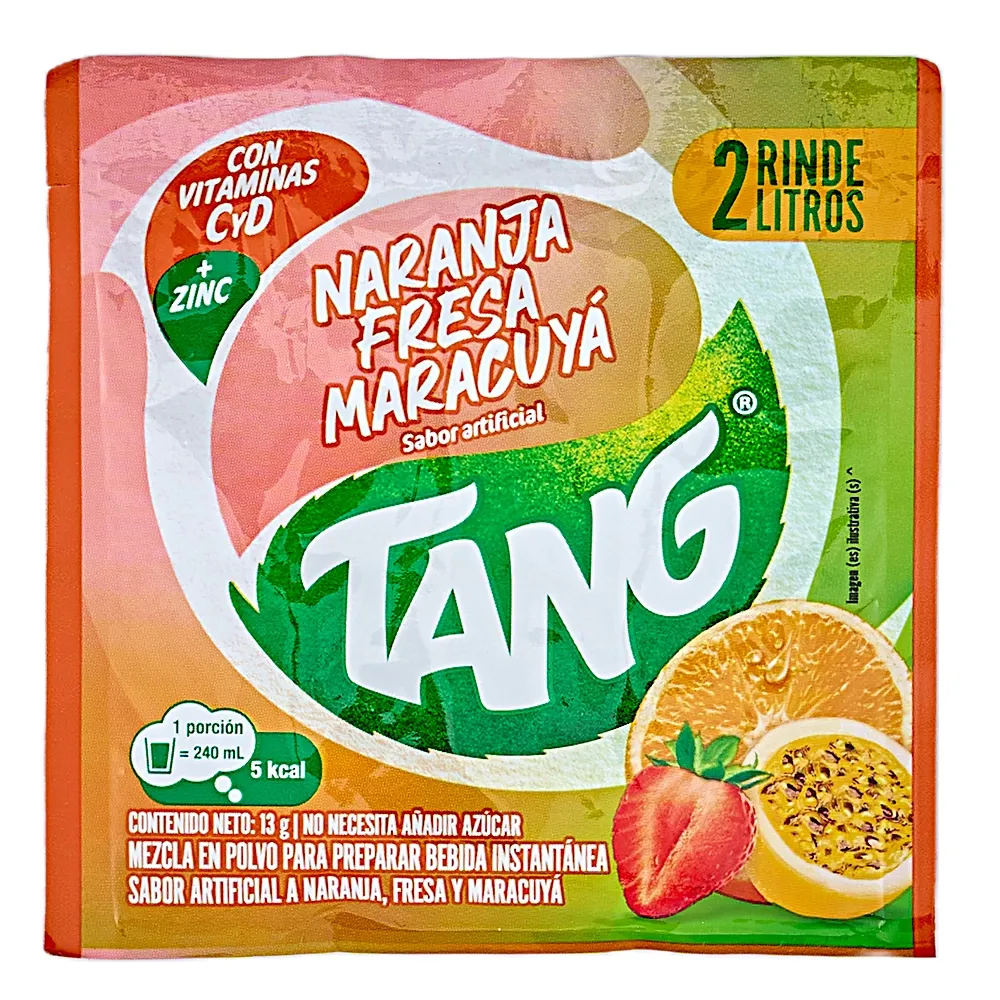 CON
VITAMINAS
CyD
+
ZINC
2 RINDE
LITROS
NARANJA
FRESA
MARACUYÁ
Sabor artificial
TANG®
Imagen (es) ilustrativa (s) ^
1 porción
= 240 mL
5 kcal
CONTENIDO NETO: 13 g | NO NECESITA AÑADIR AZÚCAR
MEZCLA EN POLVO PARA PREPARAR BEBIDA INSTANTÁNEA
SABOR ARTIFICIAL A NARANJA, FRESA Y MARACUYÁ